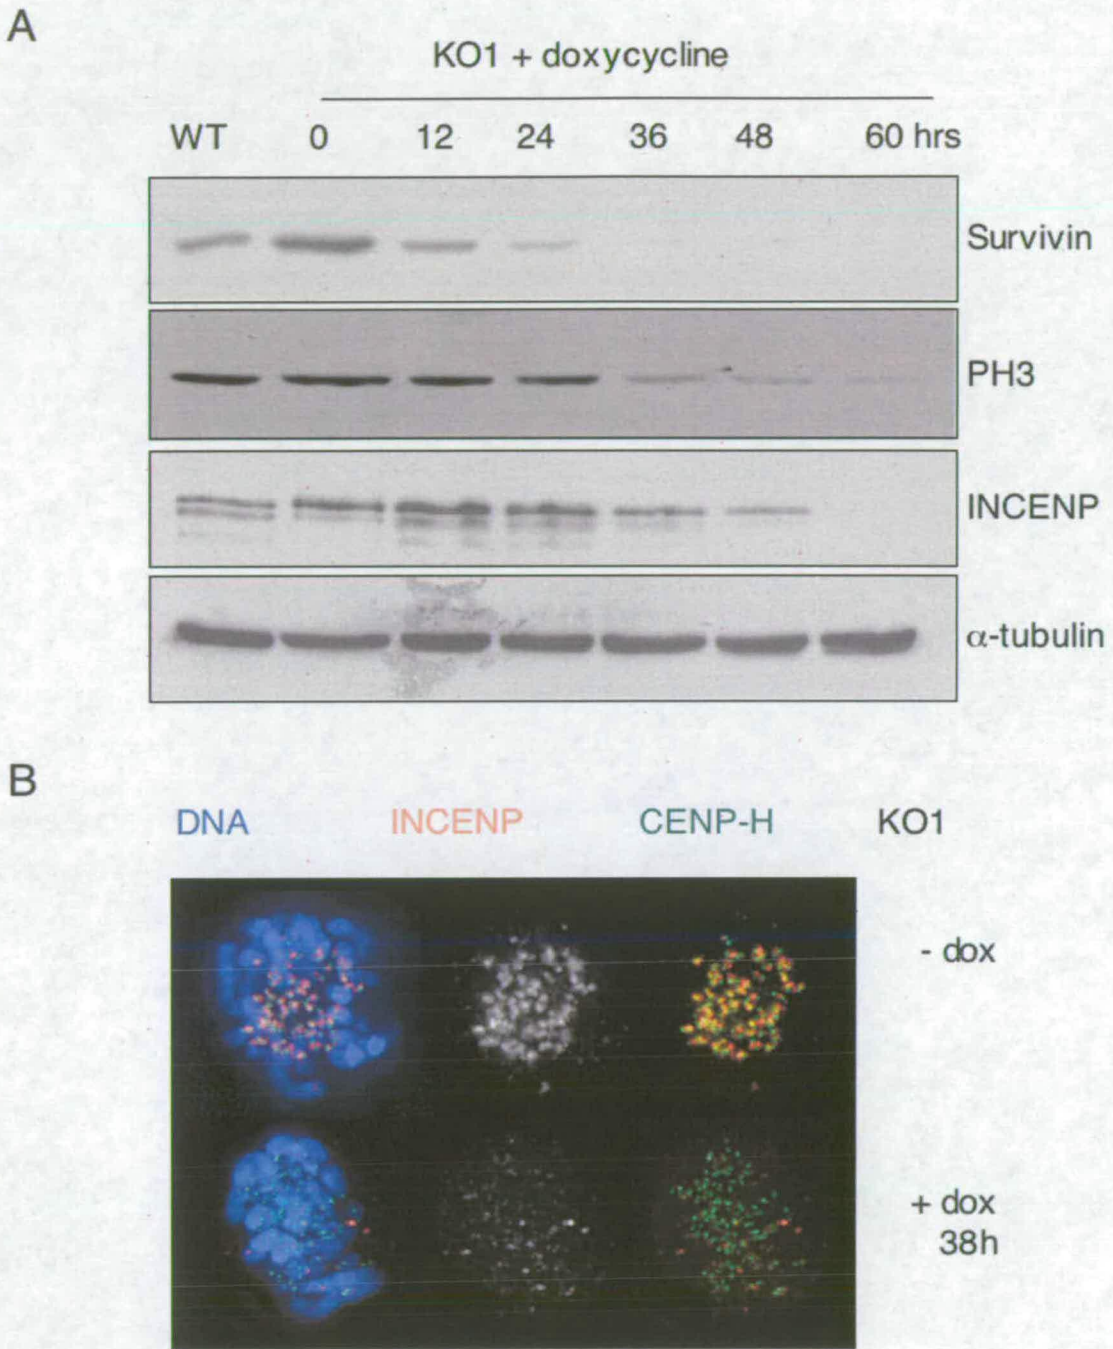 A
KO1 + doxycycline
WT 0 12 24 36 48 60 hrs
Survivin
PH3
INCENP
α-tubulin
B
DNA INCENP CENP-H KO1
- dox
+ dox
38h